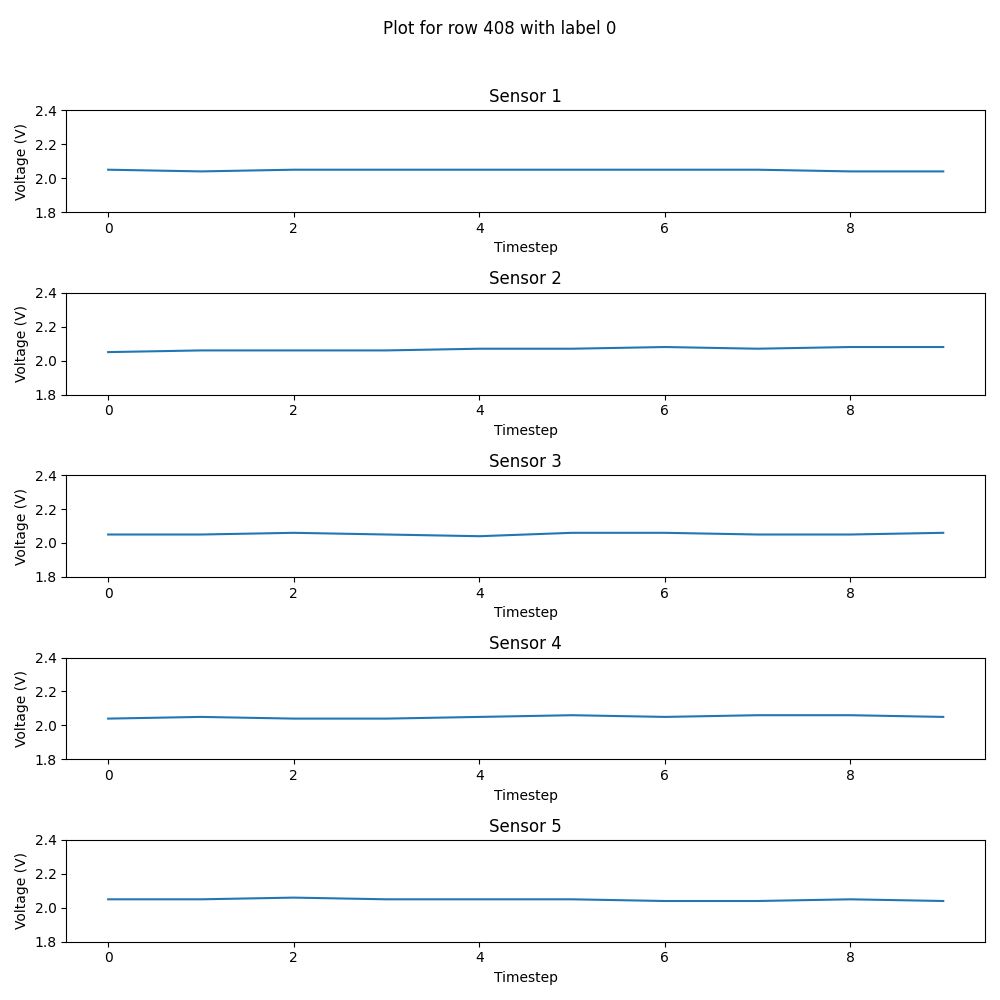 Plot for row 408 with label 0
Sensor 1
Voltage (V)
2.4
2.2
2.0
1.8
0 2 4 6 8
Timestep
Sensor 2
Voltage (V)
2.4
2.2
2.0
1.8
0 2 4 6 8
Timestep
Sensor 3
Voltage (V)
2.4
2.2
2.0
1.8
0 2 4 6 8
Timestep
Sensor 4
Voltage (V)
2.4
2.2
2.0
1.8
0 2 4 6 8
Timestep
Sensor 5
Voltage (V)
2.4
2.2
2.0
1.8
0 2 4 6 8
Timestep